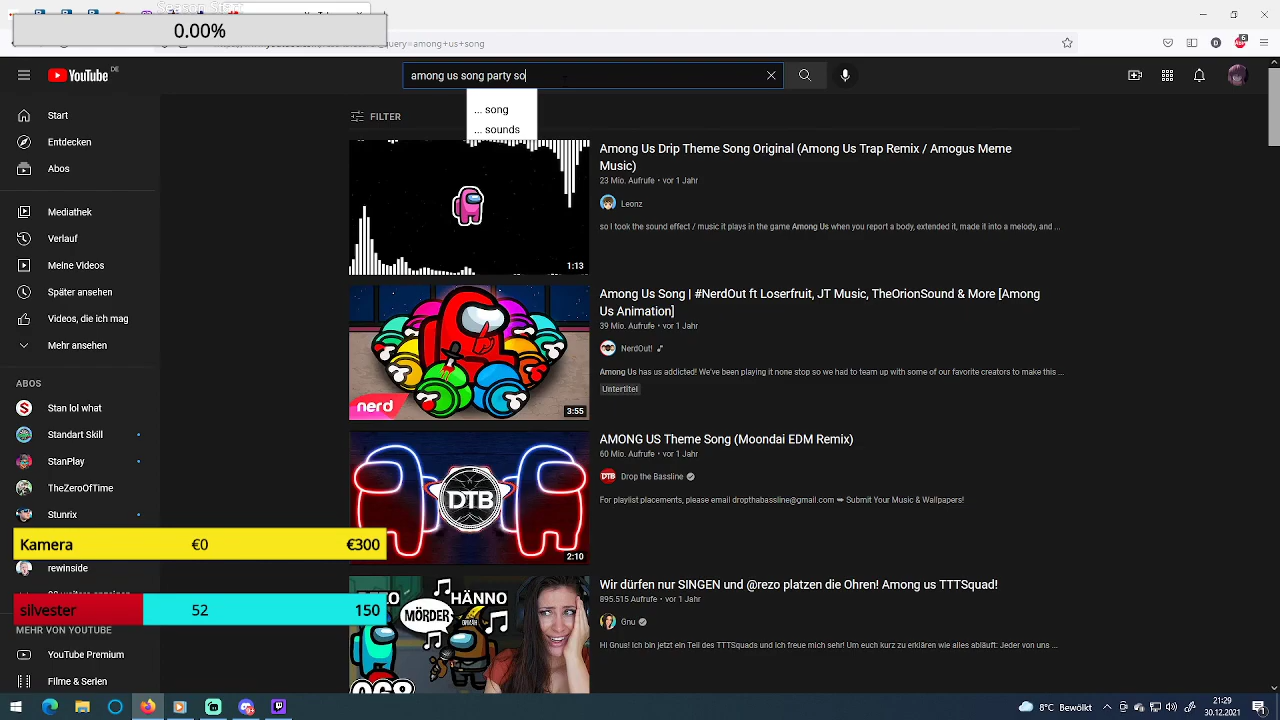 0.00%
YouTube DE
among us song party so
... song
... sounds
FILTER
Start
Entdecken
Abos
Mediathek
Verlauf
Meine Videos
Später ansehen
Videos, die ich mag
Mehr ansehen
ABOS
Stan lol what
Standart Skill
StanPlay
TheZeroOfTime
Stunrix
Kamera €0 €300
rewinside
silvester 52 150
MEHR VON YOUTUBE
YouTube Premium
Filme & Serien
1:13
Among Us Drip Theme Song Original (Among Us Trap Remix / Amogus Meme
Music)
23 Mio. Aufrufe • vor 1 Jahr
Leonz
so I took the sound effect / music it plays in the game Among Us when you report a body, extended it, made it into a melody, and ...
nerd
3:55
Among Us Song | #NerdOut ft Loserfruit, JT Music, TheOrionSound & More [Among
Us Animation]
39 Mio. Aufrufe • vor 1 Jahr
NerdOut!
Among Us has us addicted! We've been playing it none stop so we had to team up with some of our favorite creators to make this ...
Untertitel
DTB
2:10
AMONG US Theme Song (Moondai EDM Remix)
60 Mio. Aufrufe • vor 1 Jahr
DTB Drop the Bassline
For playlist placements, please email dropthabassline@gmail.com ➥ Submit Your Music & Wallpapers!
HÄNNO
MÖRDER
Wir dürfen nur SINGEN und @rezo platzen die Ohren! Among us TTTSquad!
895.515 Aufrufe • vor 1 Jahr
Gnu
Hi Gnus! Ich bin jetzt ein Teil des TTTSquads und ich freue mich sehr! Um euch kurz zu erklären wie alles abläuft: Jeder von uns ...
8°C Bewölkt
21:29
30.12.2021